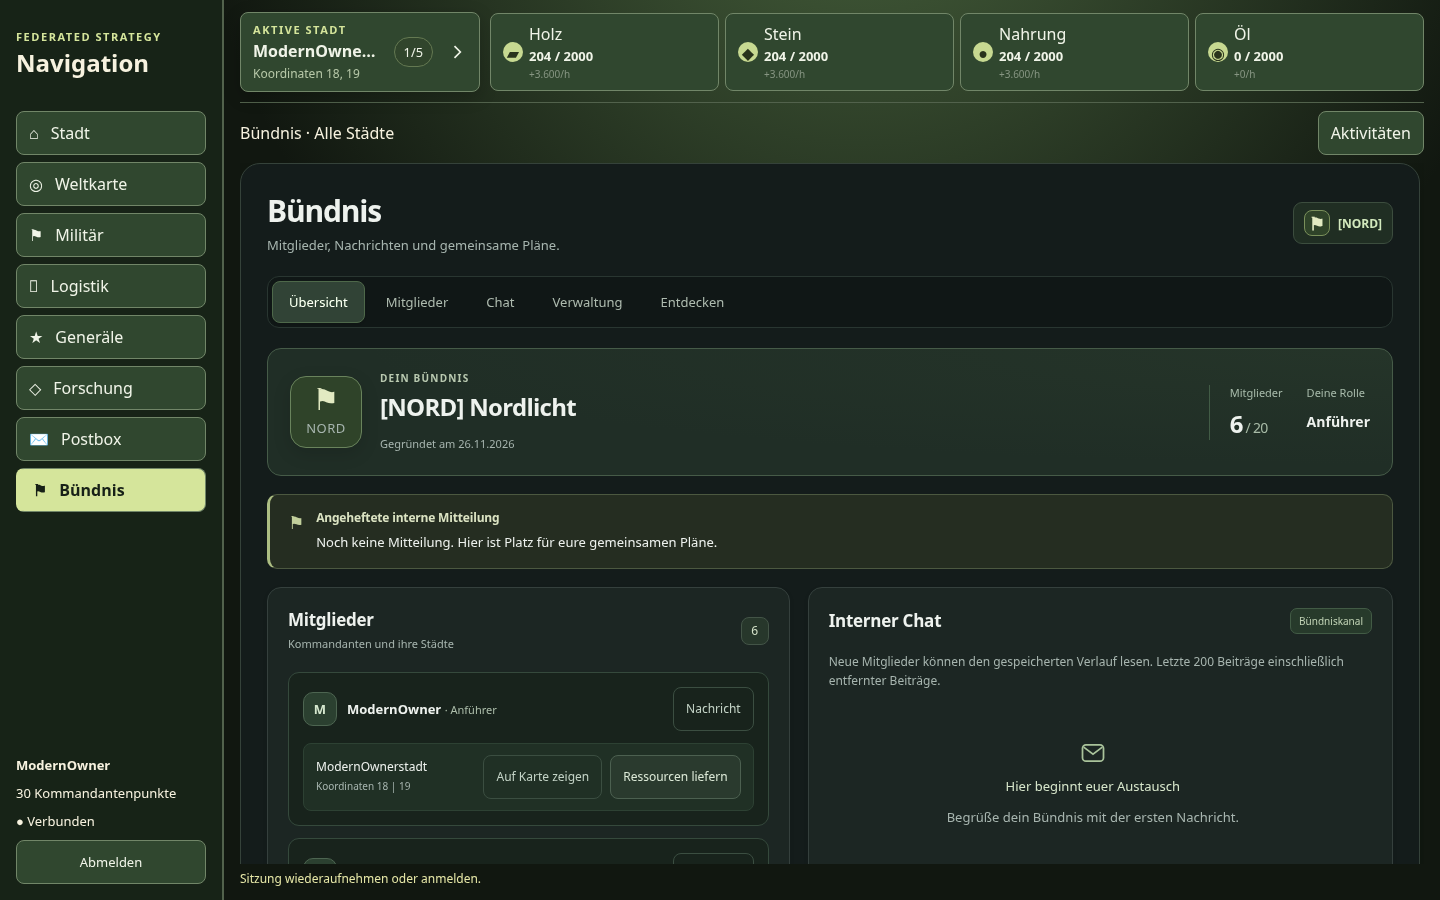 FEDERATED STRATEGY
Navigation
Stadt
Weltkarte
Militär
Logistik
Generäle
Forschung
Postbox
Bündnis
ModernOwner
30 Kommandantenpunkte
● Verbunden
Abmelden
AKTIVE STADT
ModernOwne...
Koordinaten 18, 19
1/5
Holz
204 / 2000
+3.600/h
Stein
204 / 2000
+3.600/h
Nahrung
204 / 2000
+3.600/h
Öl
0 / 2000
+0/h
Bündnis · Alle Städte
Aktivitäten
Bündnis
Mitglieder, Nachrichten und gemeinsame Pläne.
[NORD]
Übersicht Mitglieder Chat Verwaltung Entdecken
NORD
DEIN BÜNDNIS
[NORD] Nordlicht
Gegründet am 26.11.2026
Mitglieder
6 / 20
Deine Rolle
Anführer
Angeheftete interne Mitteilung
Noch keine Mitteilung. Hier ist Platz für eure gemeinsamen Pläne.
Mitglieder
Kommandanten und ihre Städte
6
M
ModernOwner · Anführer
Nachricht
ModernOwnerstadt
Koordinaten 18 | 19
Auf Karte zeigen
Ressourcen liefern
Interner Chat
Bündniskanal
Neue Mitglieder können den gespeicherten Verlauf lesen. Letzte 200 Beiträge einschließlich
entfernter Beiträge.
Hier beginnt euer Austausch
Begrüße dein Bündnis mit der ersten Nachricht.
Sitzung wiederaufnehmen oder anmelden.